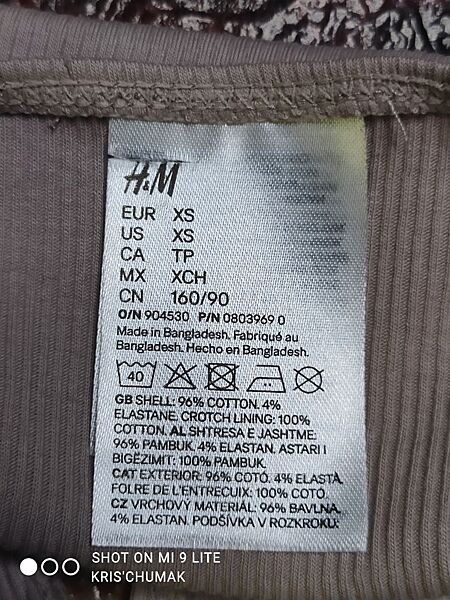 H&M
EUR XS
US XS
CA TP
MX XCH
CN 160/90
O/N 904530 P/N 0803969 0
Made in Bangladesh. Fabriqué au
Bangladesh. Hecho en Bangladesh.
40
GB SHELL: 96% COTTON. 4%
ELASTANE. CROTCH LINING: 100%
COTTON. AL SHTRESA E JASHTME:
96% PAMBUK. 4% ELASTAN. ASTARI I
BIGËZIMIT: 100% PAMBUK.
CAT EXTERIOR: 96% COTÓ. 4% ELASTÀ.
FOLRE DE L'ENTRECUIX: 100% COTÓ.
CZ VRCHOVÝ MATERIÁL: 96% BAVLNA.
4% ELASTAN. PODŠÍVKA V ROZKROKU:
SHOT ON MI 9 LITE
KRIS'CHUMAK